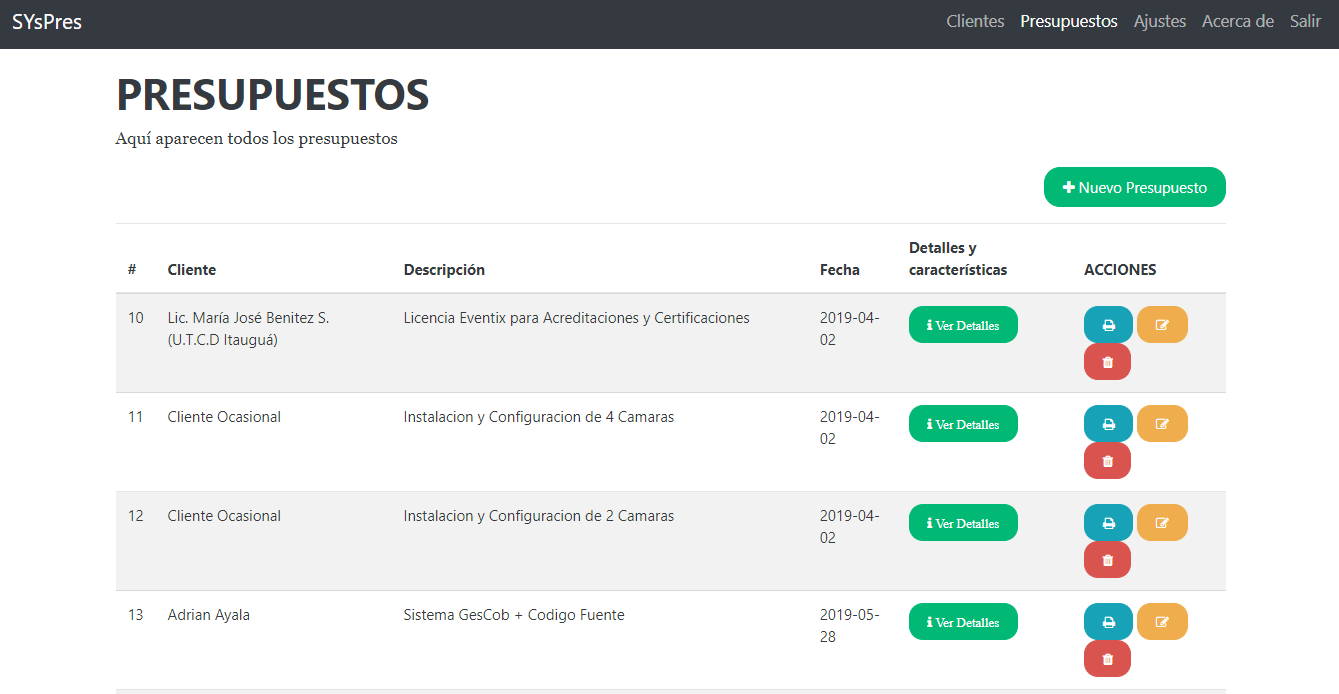 SYsPres
Clientes Presupuestos Ajustes Acerca de Salir
PRESUPUESTOS
Aquí aparecen todos los presupuestos
Nuevo Presupuesto
# Cliente Descripción Fecha Detalles y características ACCIONES
10 Lic. María José Benitez S. Licencia Eventix para Acreditaciones y Certificaciones 2019-04- Ver Detalles
(U.T.C.D Itauguá) 02
11 Cliente Ocasional Instalacion y Configuracion de 4 Camaras 2019-04- Ver Detalles
02
12 Cliente Ocasional Instalacion y Configuracion de 2 Camaras 2019-04- Ver Detalles
02
13 Adrian Ayala Sistema GesCob + Codigo Fuente 2019-05- Ver Detalles
28